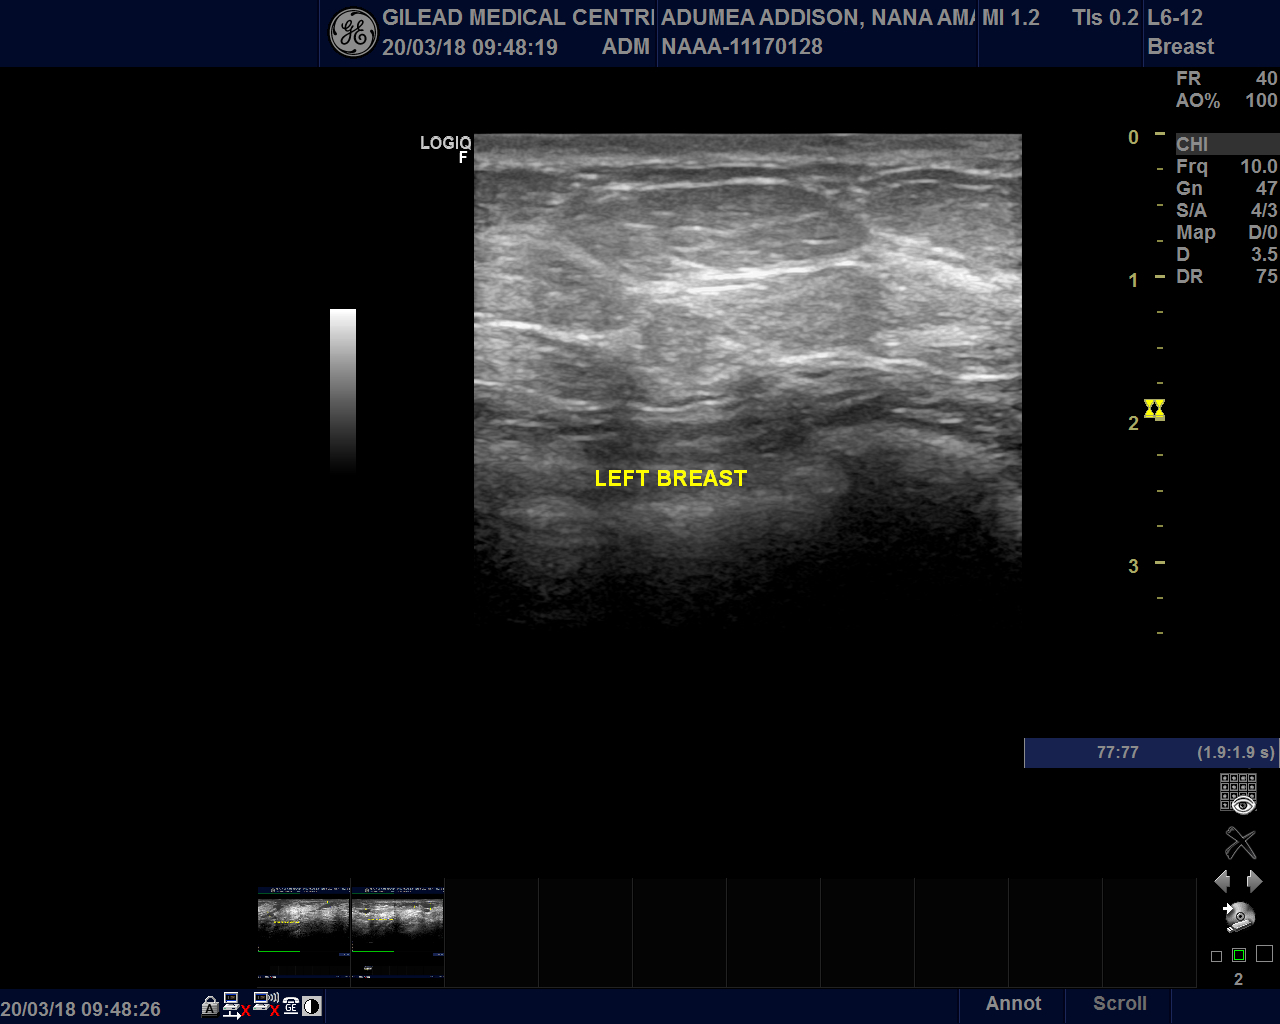 GILEAD MEDICAL CENTR
20/03/18 09:48:19 ADM
ADUMEA ADDISON, NANA AMA
NAAA-11170128
MI 1.2 TIs 0.2
L6-12
Breast
FR 40
AO% 100
CHI
Frq 10.0
Gn 47
S/A 4/3
Map D/0
D 3.5
DR 75
LOGIQ
F
0
1
2
3
LEFT BREAST
77:77 (1.9:1.9 s)
2
20/03/18 09:48:26
A
GE
Annot
Scroll